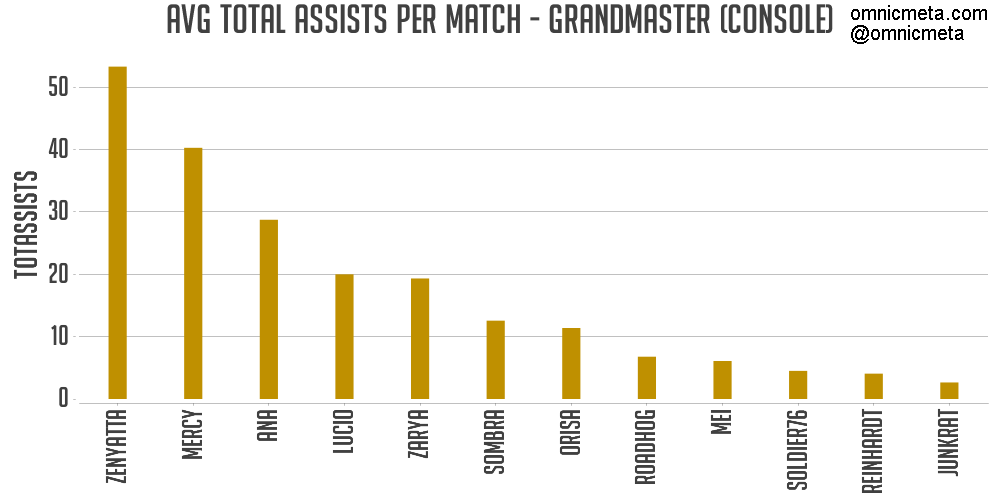 AVG TOTAL ASSISTS PER MATCH - GRANDMASTER (CONSOLE)
omnicmeta.com
@omnicmeta
TOTASSISTS
50
40
30
20
10
0
ZENYATTA
MERCY
ANA
LUCIO
ZARYA
SOMBRA
ORISA
ROADHOG
MEI
SOLDIER76
REINHARDT
JUNKRAT